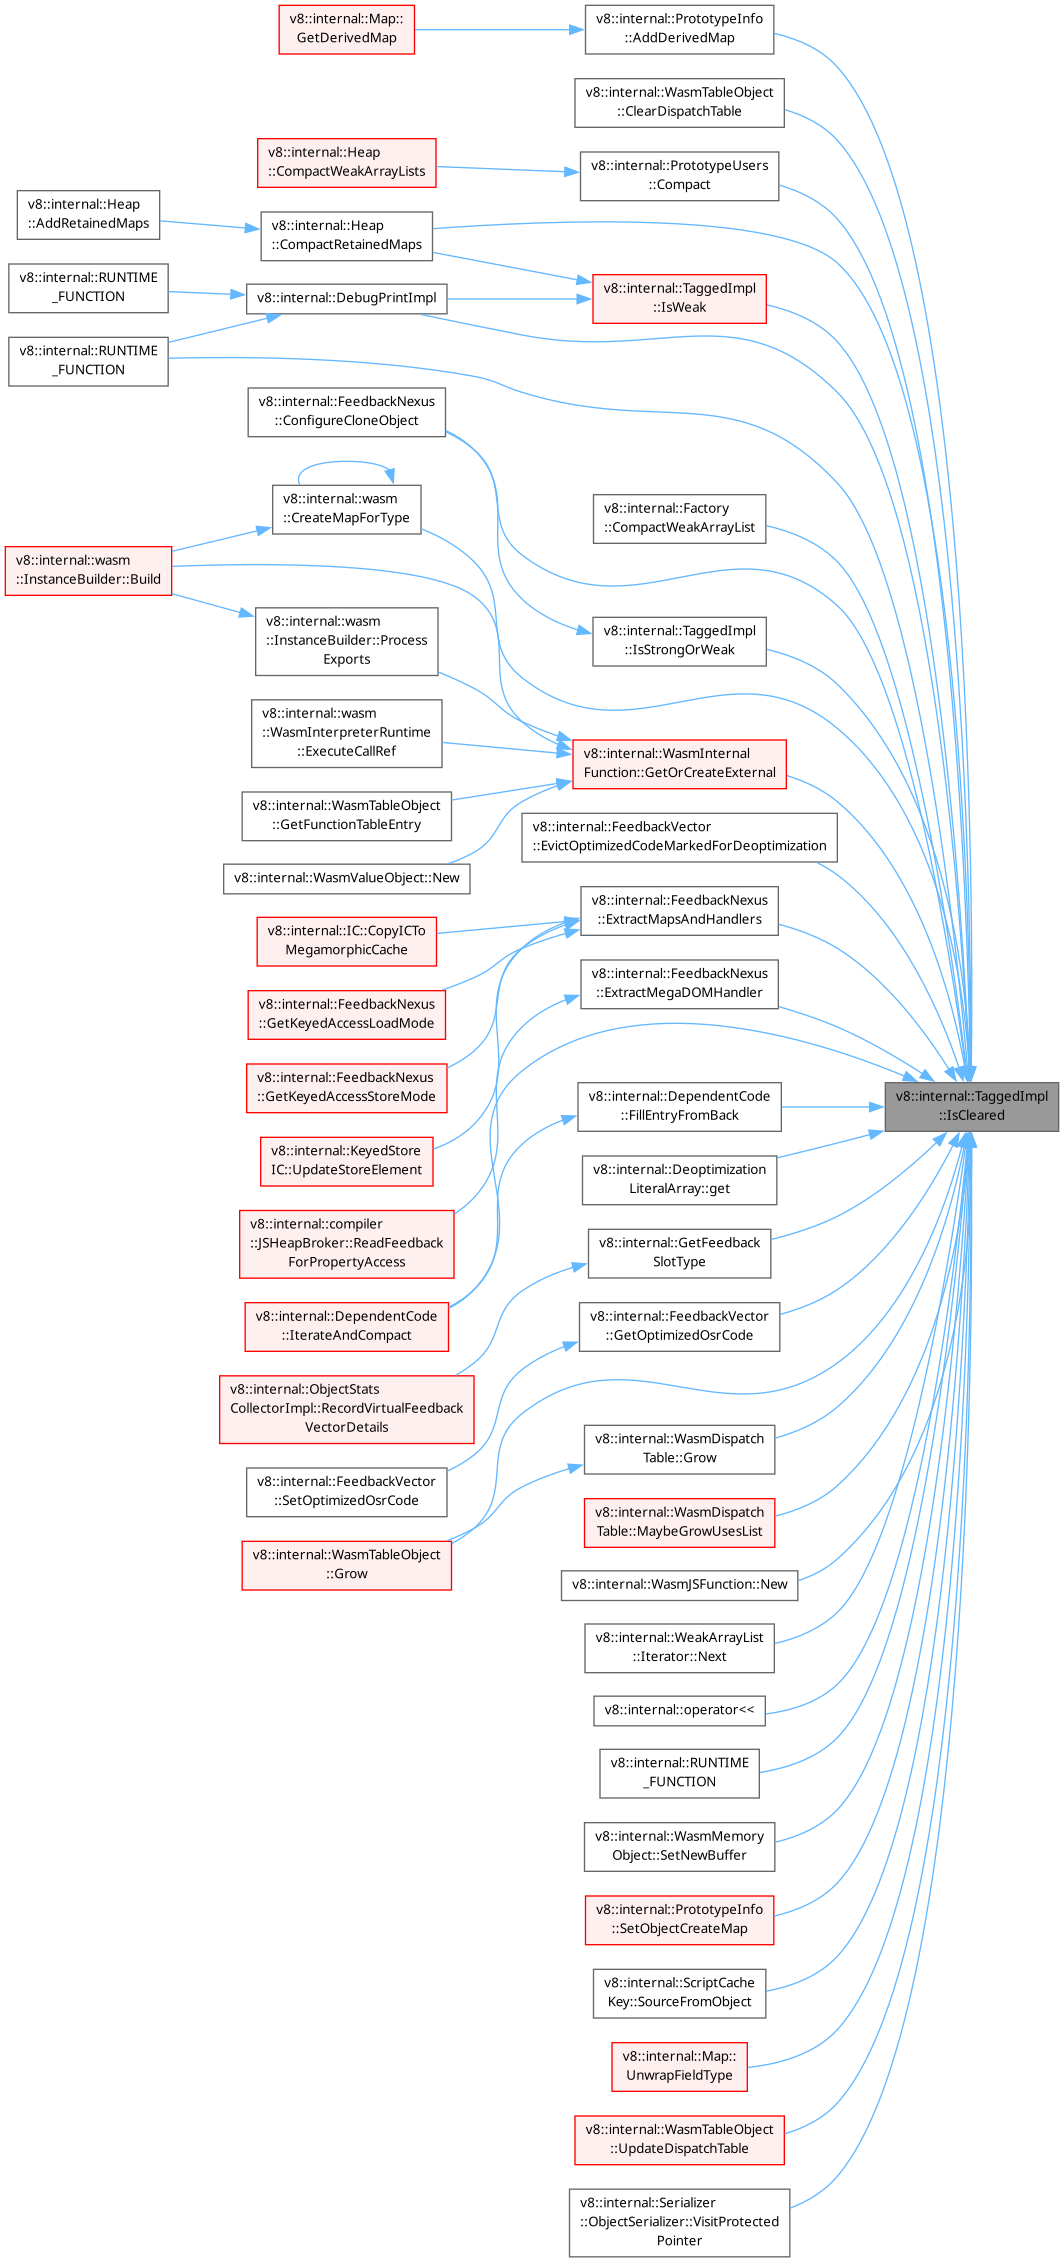 v8::internal::Map::
GetDerivedMap
v8::internal::PrototypeInfo
::AddDerivedMap
v8::internal::WasmTableObject
::ClearDispatchTable
v8::internal::Heap
::CompactWeakArrayLists
v8::internal::PrototypeUsers
::Compact
v8::internal::Heap
::AddRetainedMaps
v8::internal::Heap
::CompactRetainedMaps
v8::internal::RUNTIME
_FUNCTION
v8::internal::DebugPrintImpl
v8::internal::TaggedImpl
::IsWeak
v8::internal::RUNTIME
_FUNCTION
v8::internal::FeedbackNexus
::ConfigureCloneObject
v8::internal::wasm
::CreateMapForType
v8::internal::Factory
::CompactWeakArrayList
v8::internal::wasm
::InstanceBuilder::Build
v8::internal::wasm
::InstanceBuilder::Process
Exports
v8::internal::TaggedImpl
::IsStrongOrWeak
v8::internal::wasm
::WasmInterpreterRuntime
::ExecuteCallRef
v8::internal::WasmInternal
Function::GetOrCreateExternal
v8::internal::WasmTableObject
::GetFunctionTableEntry
v8::internal::FeedbackVector
::EvictOptimizedCodeMarkedForDeoptimization
v8::internal::WasmValueObject::New
v8::internal::FeedbackNexus
::ExtractMapsAndHandlers
v8::internal::IC::CopyICTo
MegamorphicCache
v8::internal::FeedbackNexus
::ExtractMegaDOMHandler
v8::internal::FeedbackNexus
::GetKeyedAccessLoadMode
v8::internal::FeedbackNexus
::GetKeyedAccessStoreMode
v8::internal::DependentCode
::FillEntryFromBack
v8::internal::TaggedImpl
::IsCleared
v8::internal::KeyedStore
IC::UpdateStoreElement
v8::internal::Deoptimization
LiteralArray::get
v8::internal::compiler
::JSHeapBroker::ReadFeedback
ForPropertyAccess
v8::internal::GetFeedback
SlotType
v8::internal::DependentCode
::IterateAndCompact
v8::internal::FeedbackVector
::GetOptimizedOsrCode
v8::internal::ObjectStats
CollectorImpl::RecordVirtualFeedback
VectorDetails
v8::internal::WasmDispatch
Table::Grow
v8::internal::FeedbackVector
::SetOptimizedOsrCode
v8::internal::WasmDispatch
Table::MaybeGrowUsesList
v8::internal::WasmTableObject
::Grow
v8::internal::WasmJSFunction::New
v8::internal::WeakArrayList
::Iterator::Next
v8::internal::operator<<
v8::internal::RUNTIME
_FUNCTION
v8::internal::WasmMemory
Object::SetNewBuffer
v8::internal::PrototypeInfo
::SetObjectCreateMap
v8::internal::ScriptCache
Key::SourceFromObject
v8::internal::Map::
UnwrapFieldType
v8::internal::WasmTableObject
::UpdateDispatchTable
v8::internal::Serializer
::ObjectSerializer::VisitProtected
Pointer